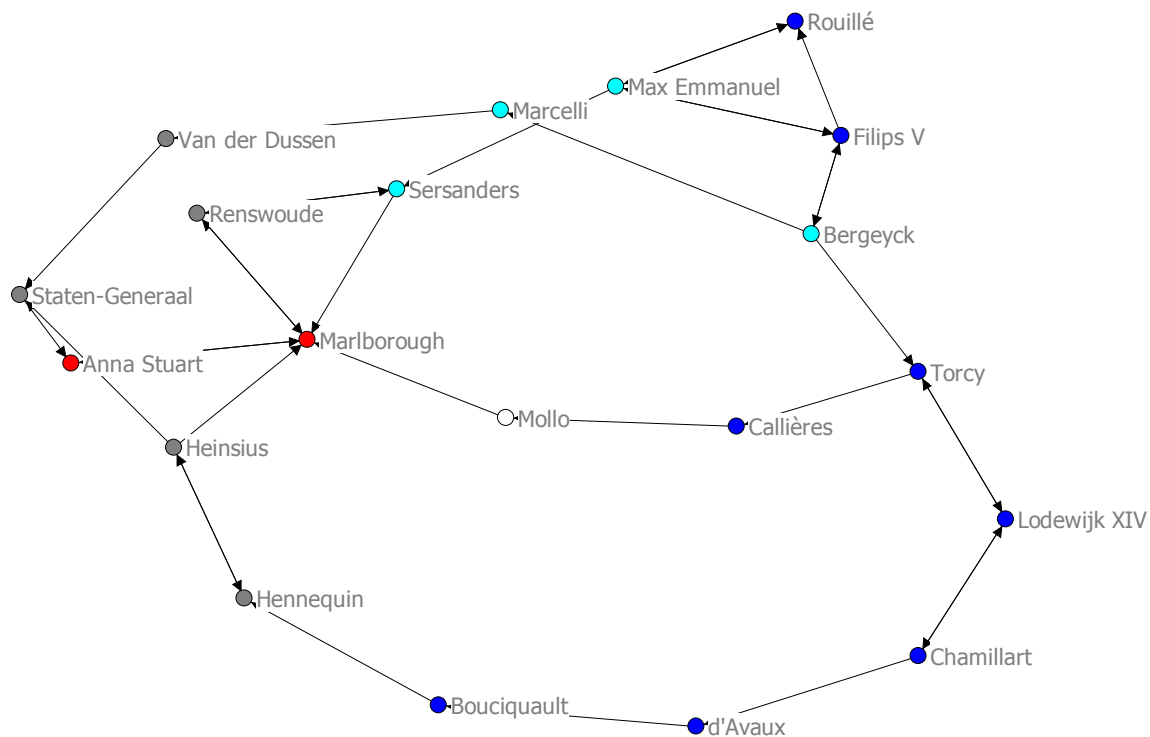 Rouillé
Max Emmanuel
Marcelli
Filips V
Van der Dussen
Sersanders
Renswoude
Bergeyck
Staten-Generaal
Marlborough
Anna Stuart
Torcy
Mollo
Callières
Heinsius
Lodewijk XIV
Hennequin
Chamillart
Bouciquault
d'Avaux